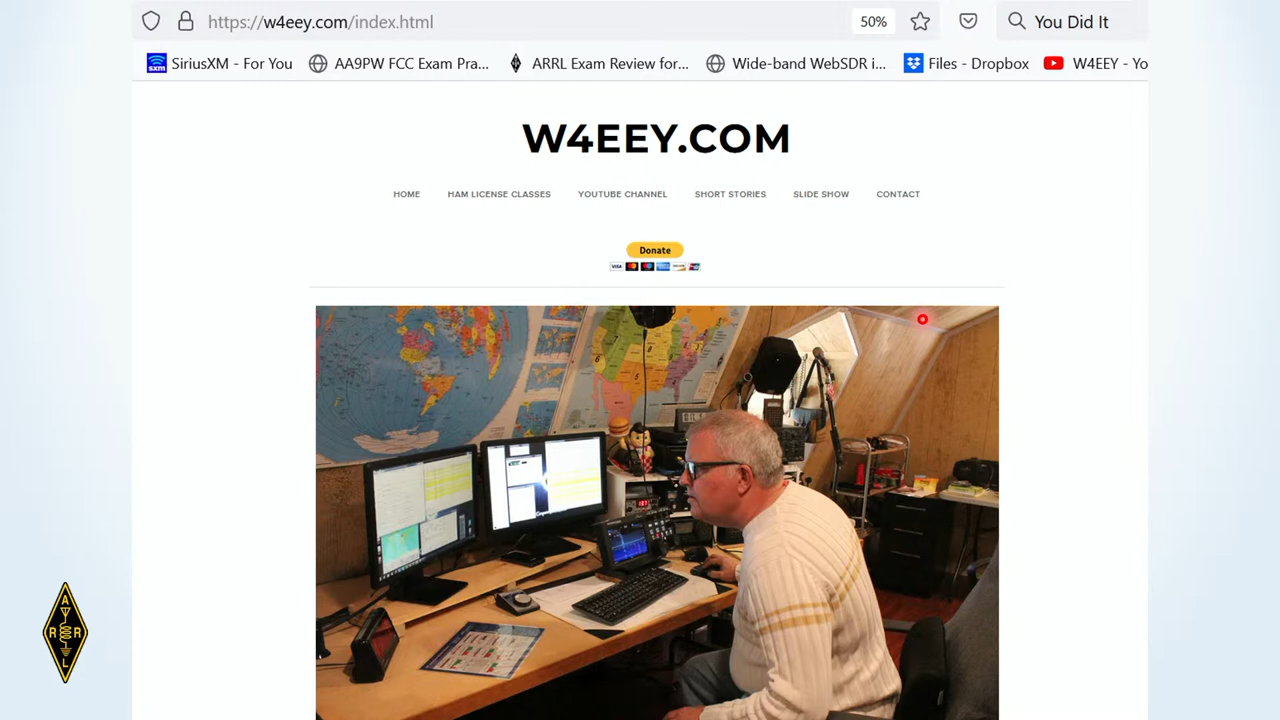 https://w4eey.com/index.html 50% You Did It
SiriusXM - For You AA9PW FCC Exam Pra... ARRL Exam Review for... Wide-band WebSDR i... Files - Dropbox W4EEY - Yo
W4EEY.COM
HOME HAM LICENSE CLASSES YOUTUBE CHANNEL SHORT STORIES SLIDE SHOW CONTACT
Donate
VISA
A
R R
L